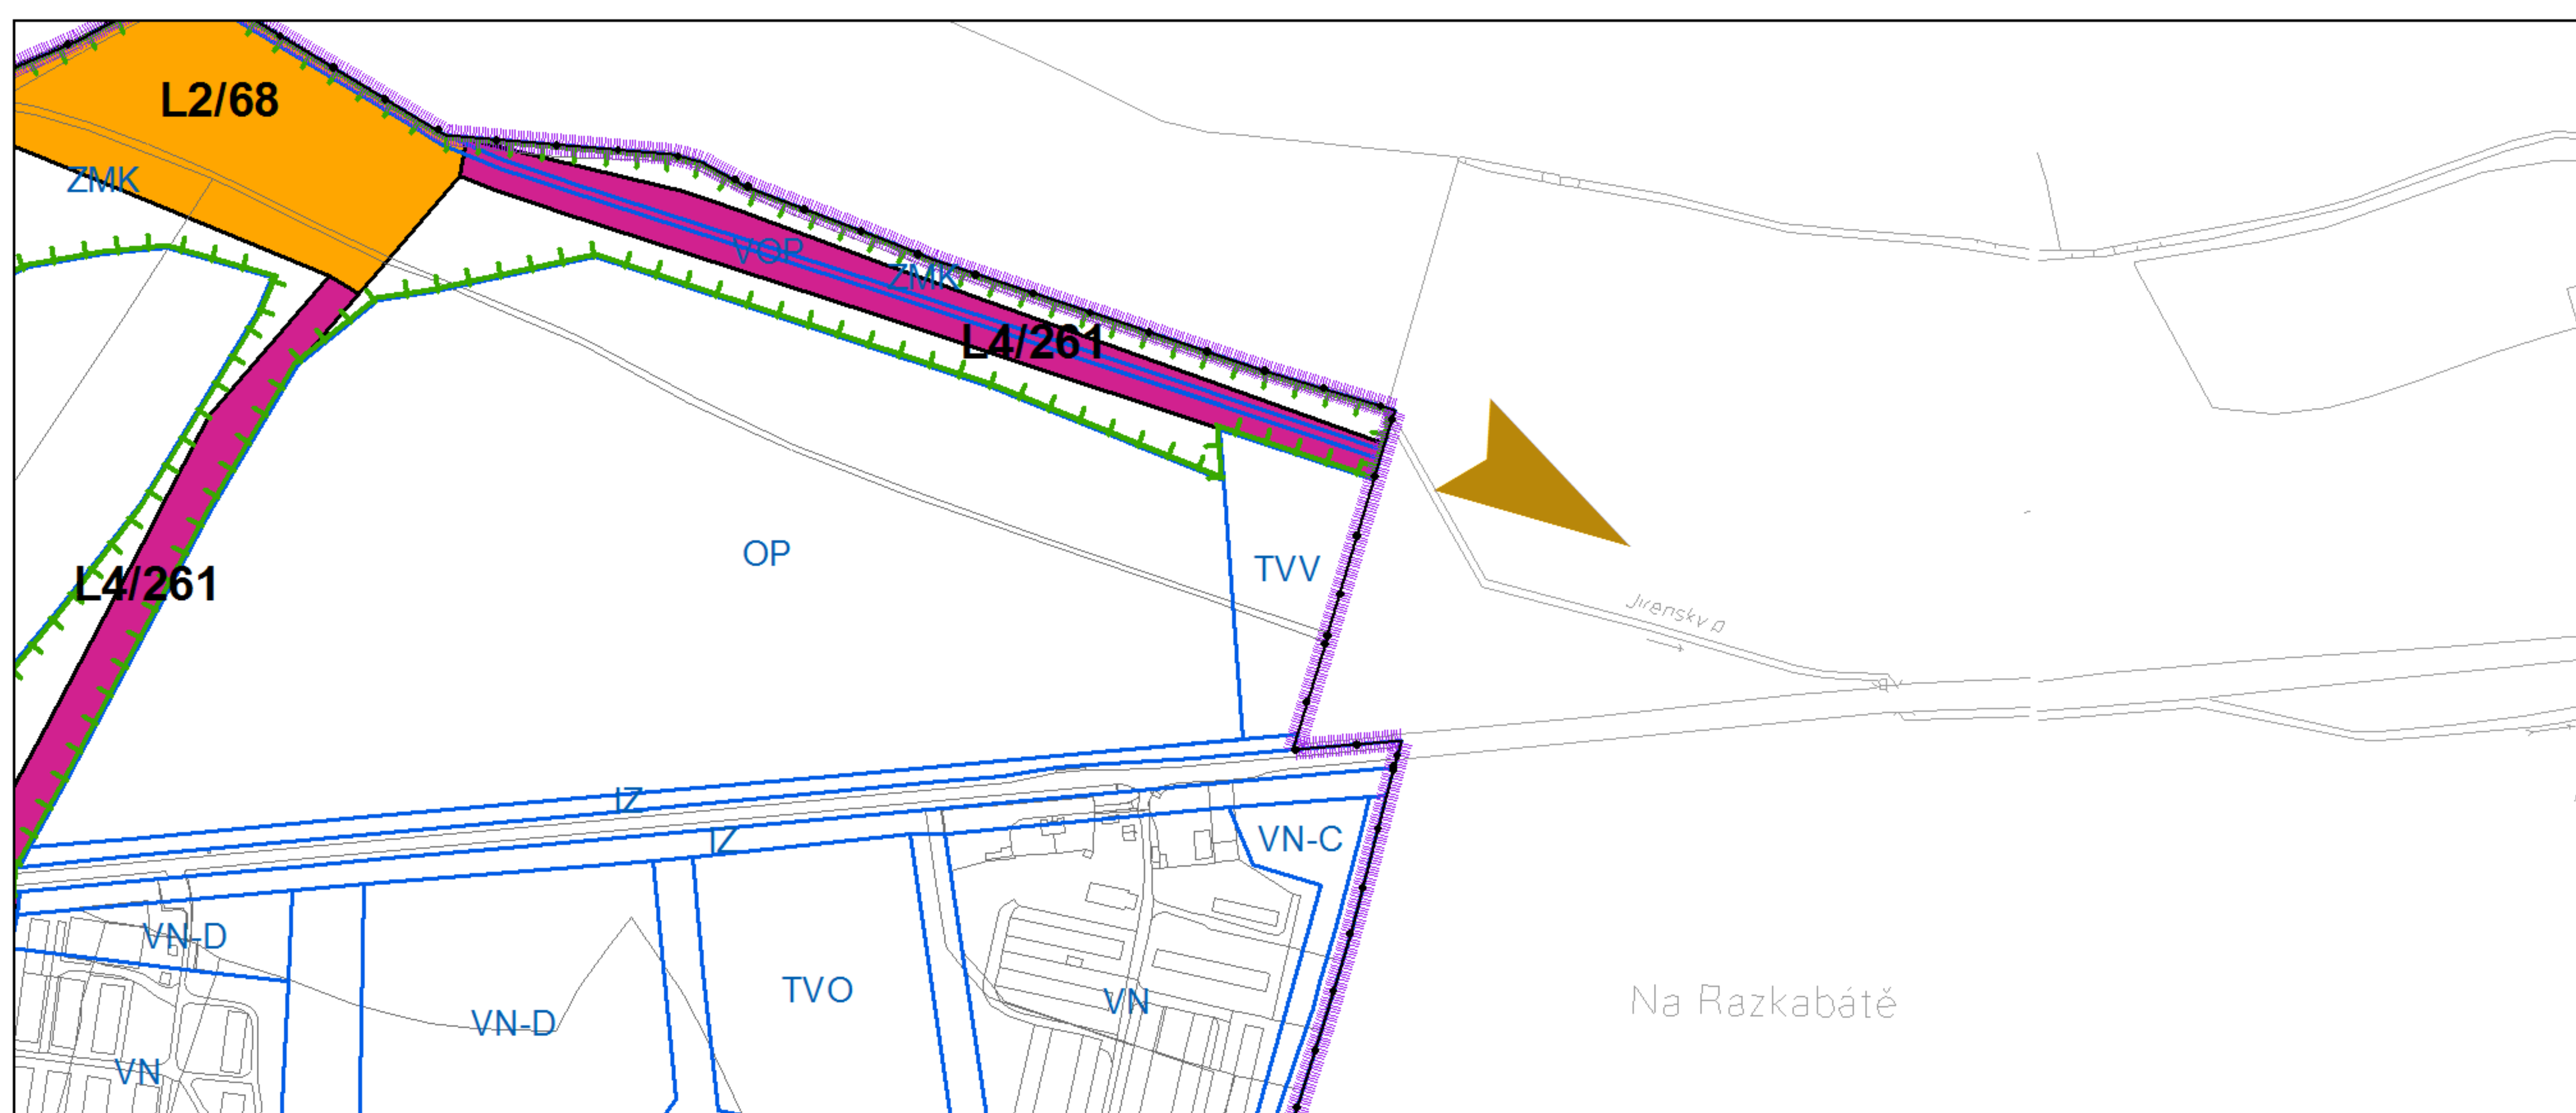 L2/68
ZMK
VOP
ZMK
L4/261
OP
TVV
L4/261
Jirenský p
IZ
IZ
VN-C
VN-D
TVO
VN
Na Razkabátě
VN-D
VN